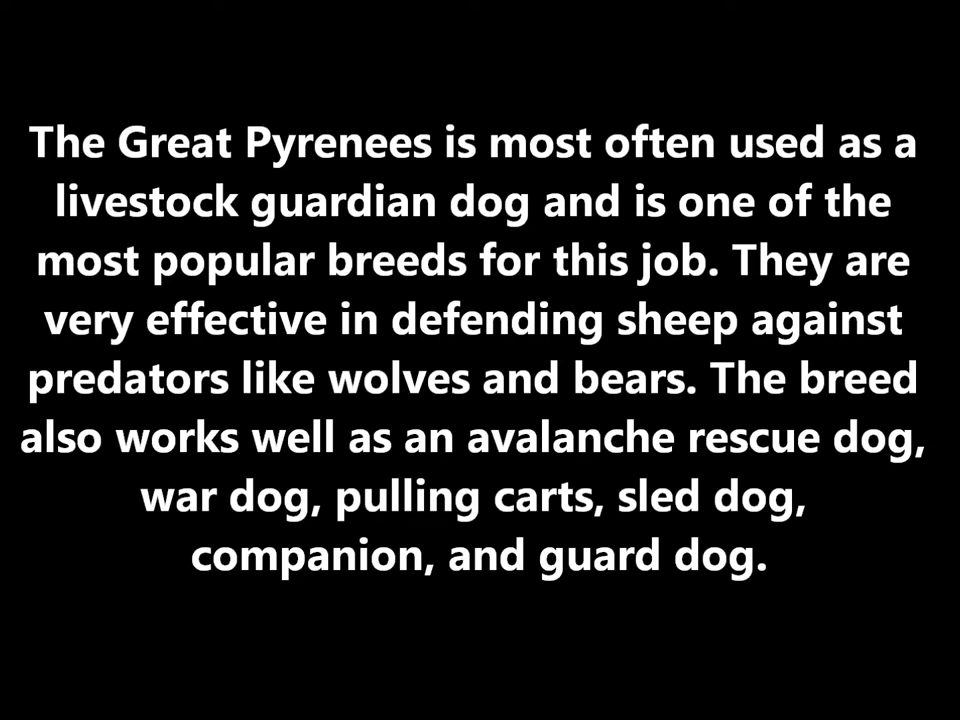 The Great Pyrenees is most often used as a
livestock guardian dog and is one of the
most popular breeds for this job. They are
very effective in defending sheep against
predators like wolves and bears. The breed
also works well as an avalanche rescue dog,
war dog, pulling carts, sled dog,
companion, and guard dog.